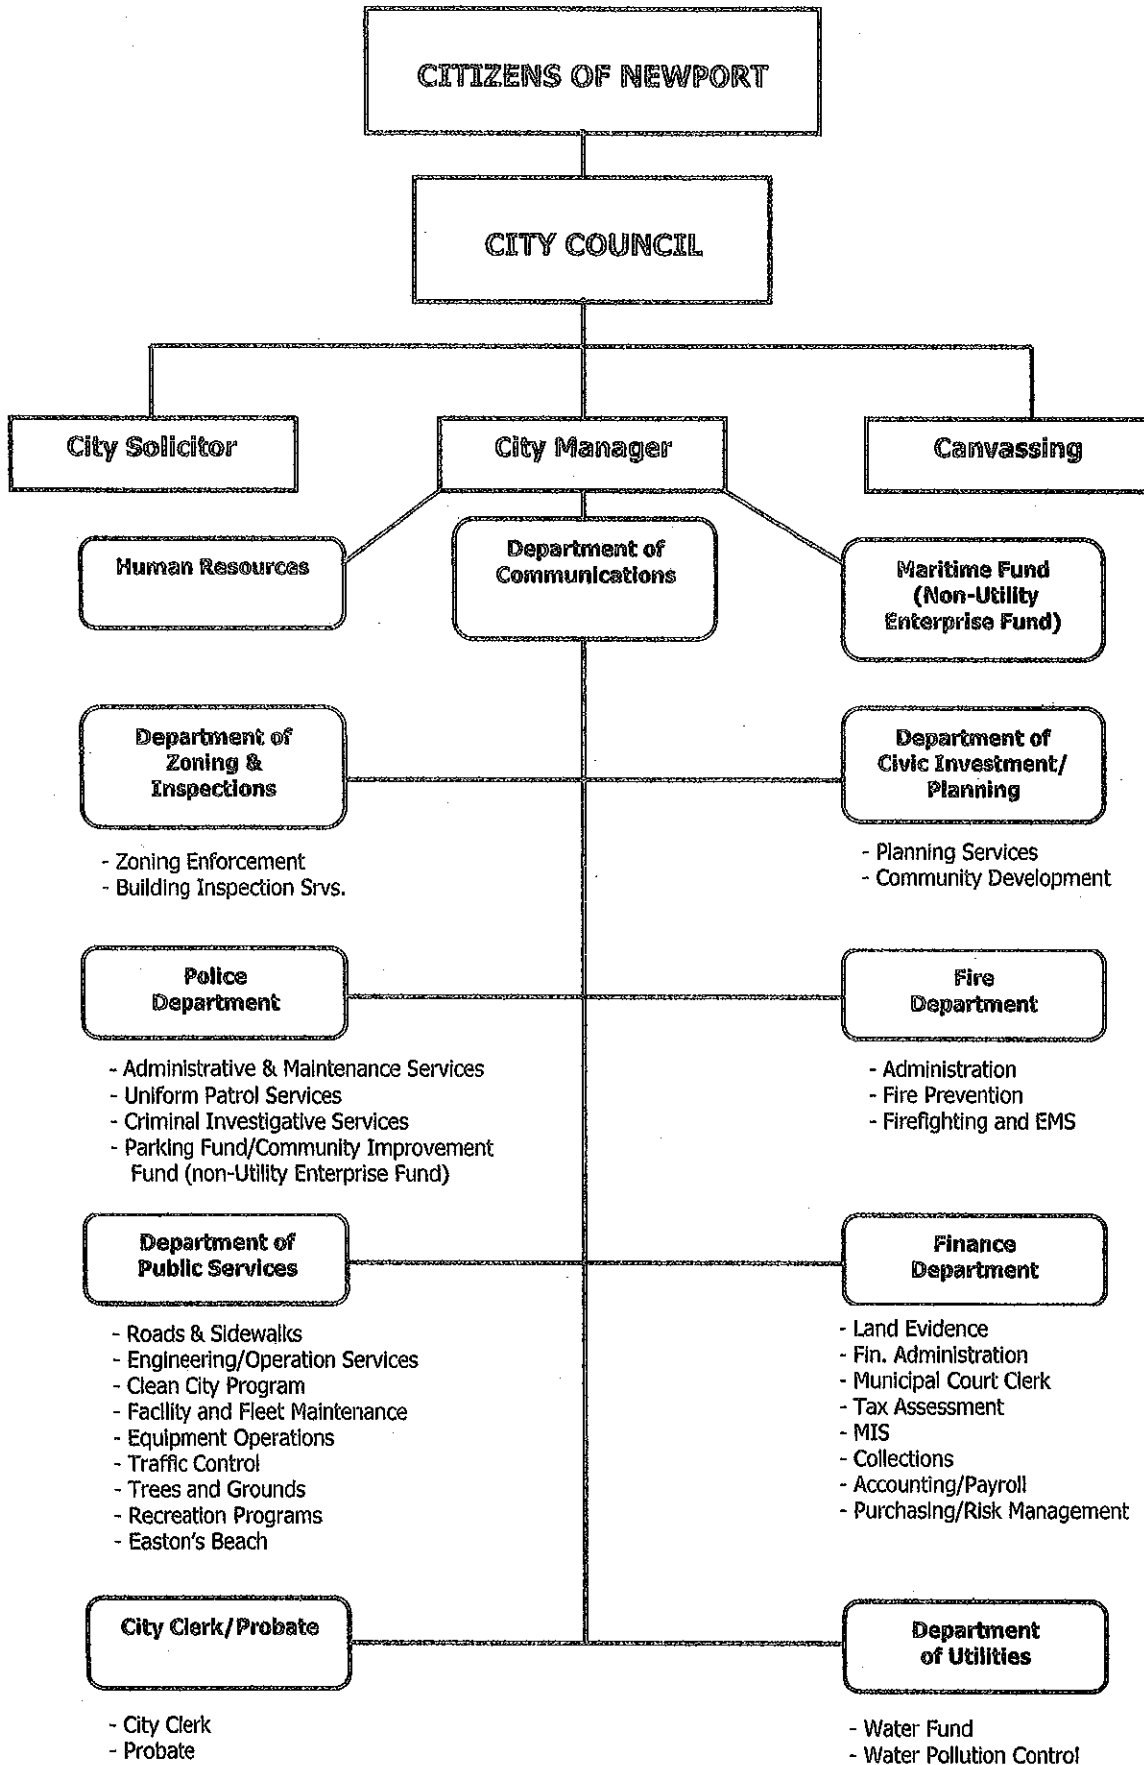 CITIZENS OF NEWPORT
CITY COUNCIL
City Solicitor
City Manager
Canvassing
Human Resources
Department of
Communications
Maritime Fund
(Non-Utility
Enterprise Fund)
Department of
Zoning &
Inspections
- Zoning Enforcement
- Building Inspection Srvs.
Department of
Civic Investment/
Planning
- Planning Services
- Community Development
Police
Department
- Administrative & Maintenance Services
- Uniform Patrol Services
- Criminal Investigative Services
- Parking Fund/Community Improvement
Fund (non-Utility Enterprise Fund)
Fire
Department
- Administration
- Fire Prevention
- Firefighting and EMS
Department of
Public Services
- Roads & Sidewalks
- Engineering/Operation Services
- Clean City Program
- Facility and Fleet Maintenance
- Equipment Operations
- Traffic Control
- Trees and Grounds
- Recreation Programs
- Easton's Beach
Finance
Department
- Land Evidence
- Fin. Administration
- Municipal Court Clerk
- Tax Assessment
- MIS
- Collections
- Accounting/Payroll
- Purchasing/Risk Management
City Clerk/Probate
- City Clerk
- Probate
Department
of Utilities
- Water Fund
- Water Pollution Control